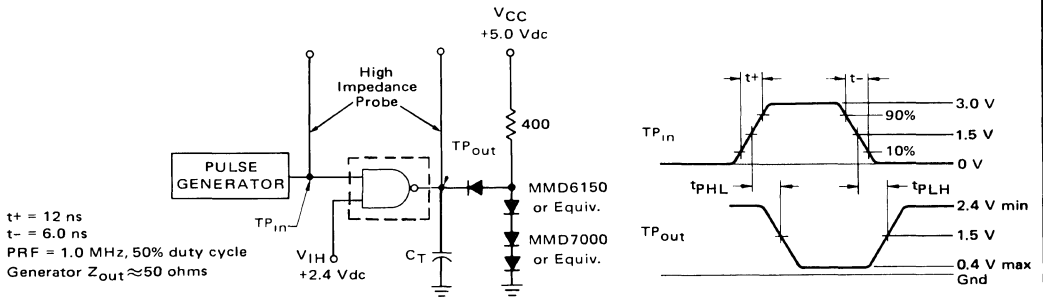 VCC
+5.0 Vdc
High
Impedance
Probe
400
TPout
PULSE
GENERATOR
MMD6150
or Equiv.
MMD7000
or Equiv.
TPin
VIH
+2.4 Vdc
CT
t+ = 12 ns
t− = 6.0 ns
PRF = 1.0 MHz, 50% duty cycle
Generator Zout ≈50 ohms
t+
t−
3.0 V
90%
TPin
1.5 V
10%
0 V
tPHL
tPLH
2.4 V min
TPout
1.5 V
0.4 V max
Gnd